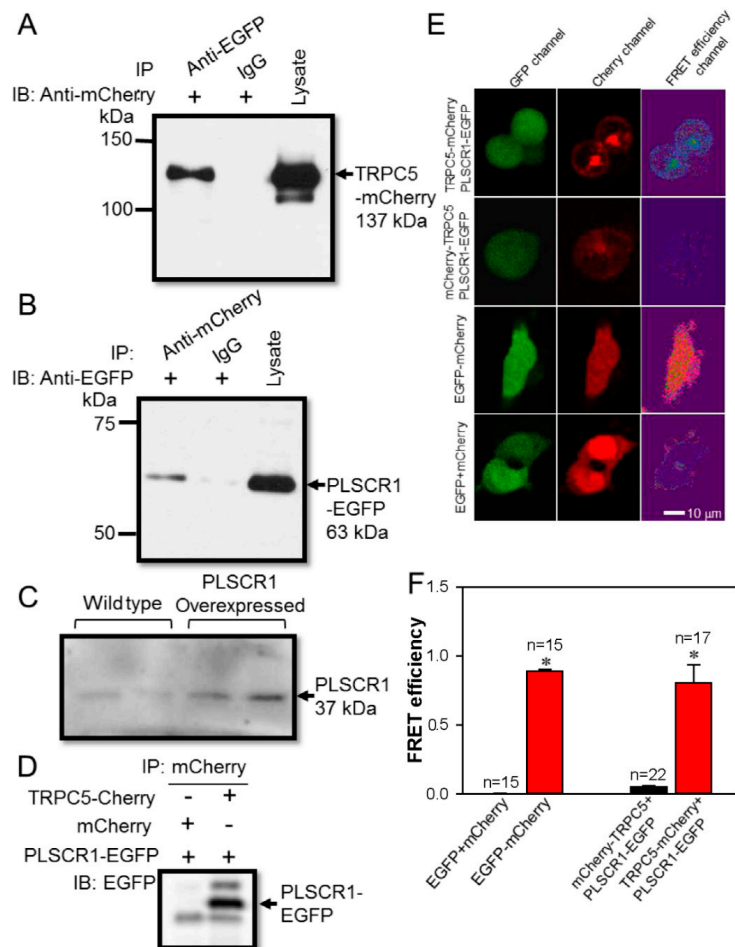 A
IP
Anti-EGFP
IgG
Lysate
IB: Anti-mCherry + +
kDa
150
100
TRPC5
-mCherry
137 kDa
B
IP:
Anti-mCherry
IgG
Lysate
IB: Anti-EGFP + +
kDa
75
50
PLSCR1
-EGFP
63 kDa
C
Wild type
PLSCR1
Overexpressed
PLSCR1
37 kDa
D
IP: mCherry
TRPC5-Cherry - +
mCherry + -
PLSCR1-EGFP + +
IB: EGFP
PLSCR1-
EGFP
E
GFP channel
Cherry channel
FRET efficiency
channel
TRPC5-mCherry
PLSCR1-EGFP
mCherry-TRPC5
PLSCR1-EGFP
EGFP-mCherry
EGFP+mCherry
10 µm
F
FRET efficiency
1.5
1.0
0.5
0.0
n=15
n=15
*
n=22
n=17
*
EGFP+mCherry
EGFP-mCherry
mCherry-TRPC5+
PLSCR1-EGFP
TRPC5-mCherry+
PLSCR1-EGFP